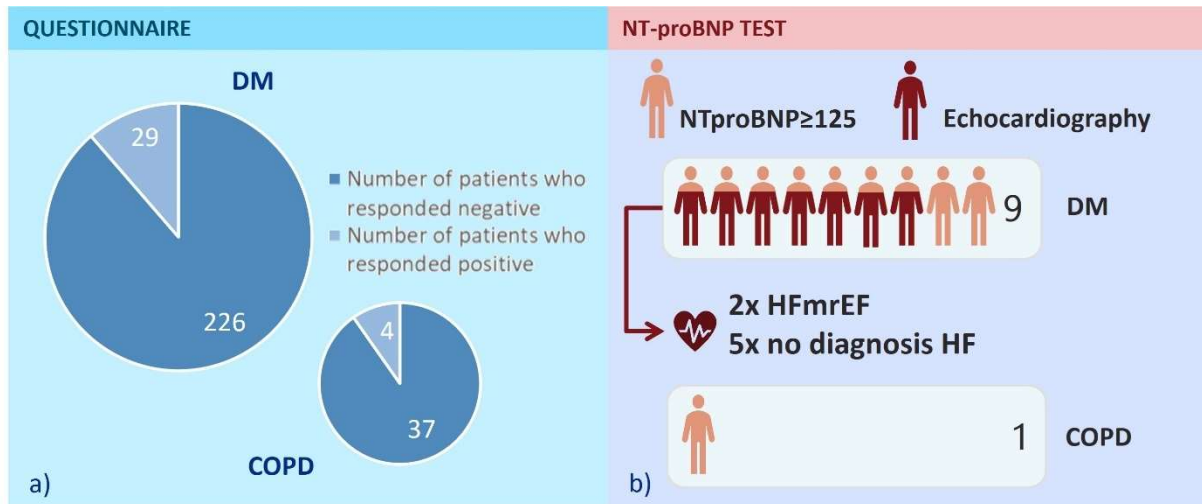 QUESTIONNAIRE
DM
29
226
Number of patients who
responded negative
Number of patients who
responded positive
4
37
COPD
a)
NT-proBNP TEST
NTproBNP≥125
Echocardiography
9
DM
2x HFmrEF
5x no diagnosis HF
1
COPD
b)